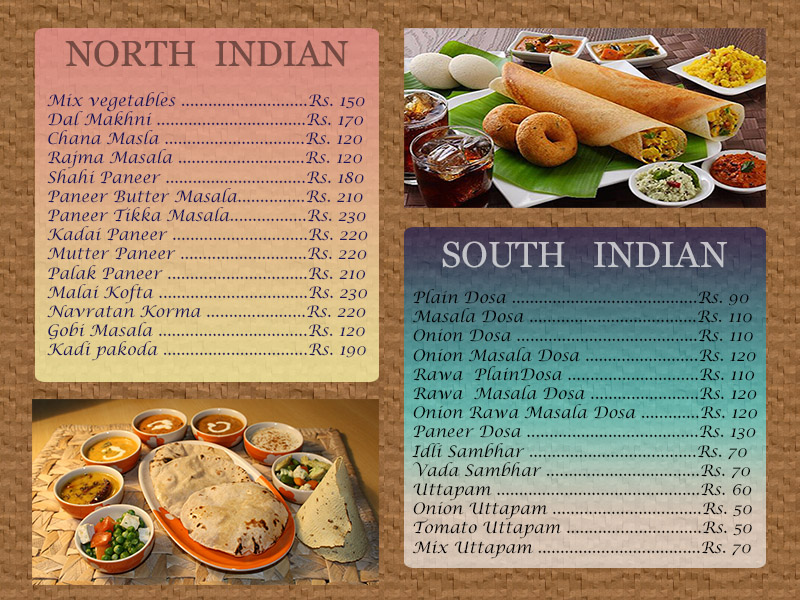 NORTH INDIAN
Mix vegetables ............................Rs. 150
Dal Makhni .................................Rs. 170
Chana Masla ...............................Rs. 120
Rajma Masala ............................Rs. 120
Shahi Paneer ...............................Rs. 180
Paneer Butter Masala...............Rs. 210
Paneer Tikka Masala.................Rs. 230
Kadai Paneer ..............................Rs. 220
Mutter Paneer ............................Rs. 220
Palak Paneer ...............................Rs. 210
Malai Kofta .................................Rs. 230
Navratan Korma ......................Rs. 220
Gobi Masala .................................Rs. 120
Kadi pakoda ................................Rs. 190
SOUTH INDIAN
Plain Dosa .........................................Rs. 90
Masala Dosa ......................................Rs. 110
Onion Dosa ........................................Rs. 110
Onion Masala Dosa .........................Rs. 120
Rawa PlainDosa .............................Rs. 110
Rawa Masala Dosa ........................Rs. 120
Onion Rawa Masala Dosa .............Rs. 120
Paneer Dosa ......................................Rs. 130
Idli Sambhar .....................................Rs. 70
Vada Sambhar ..................................Rs. 70
Uttapam .............................................Rs. 60
Onion Uttapam .................................Rs. 50
Tomato Uttapam ..............................Rs. 50
Mix Uttapam ....................................Rs. 70